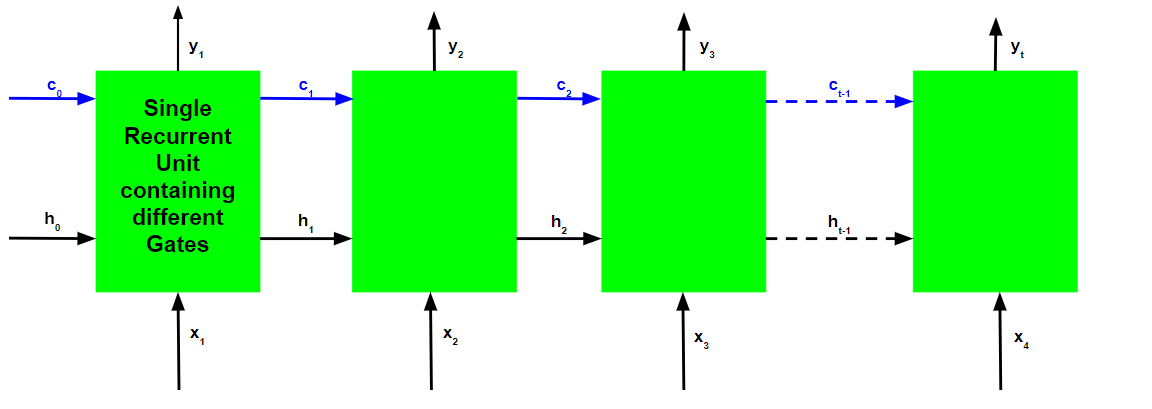 y1 y2 y3 yt
c0 c1 c2 ct-1
Single
Recurrent
Unit
containing
different
Gates
h0 h1 h2 ht-1
x1 x2 x3 x4